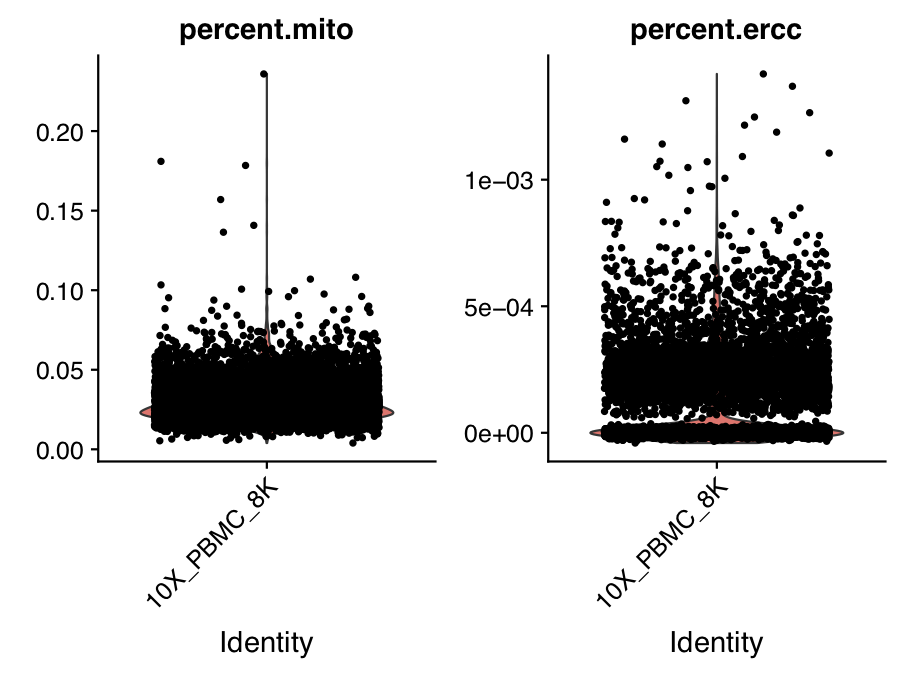 percent.mito
0.20
0.15
0.10
0.05
0.00
10X_PBMC_8K
Identity
percent.ercc
1e−03
5e−04
0e+00
10X_PBMC_8K
Identity